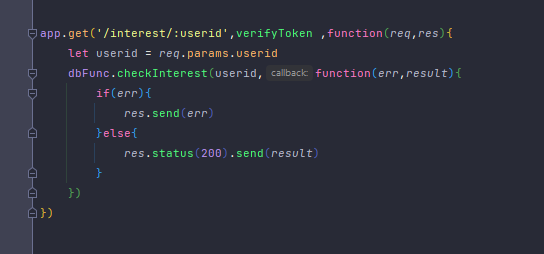 app.get('/interest/:userid',verifyToken ,function(req,res){
    let userid = req.params.userid
    dbFunc.checkInterest(userid, callback: function(err,result){
        if(err){
            res.send(err)
        }else{
            res.status(200).send(result)
        }
    })
})